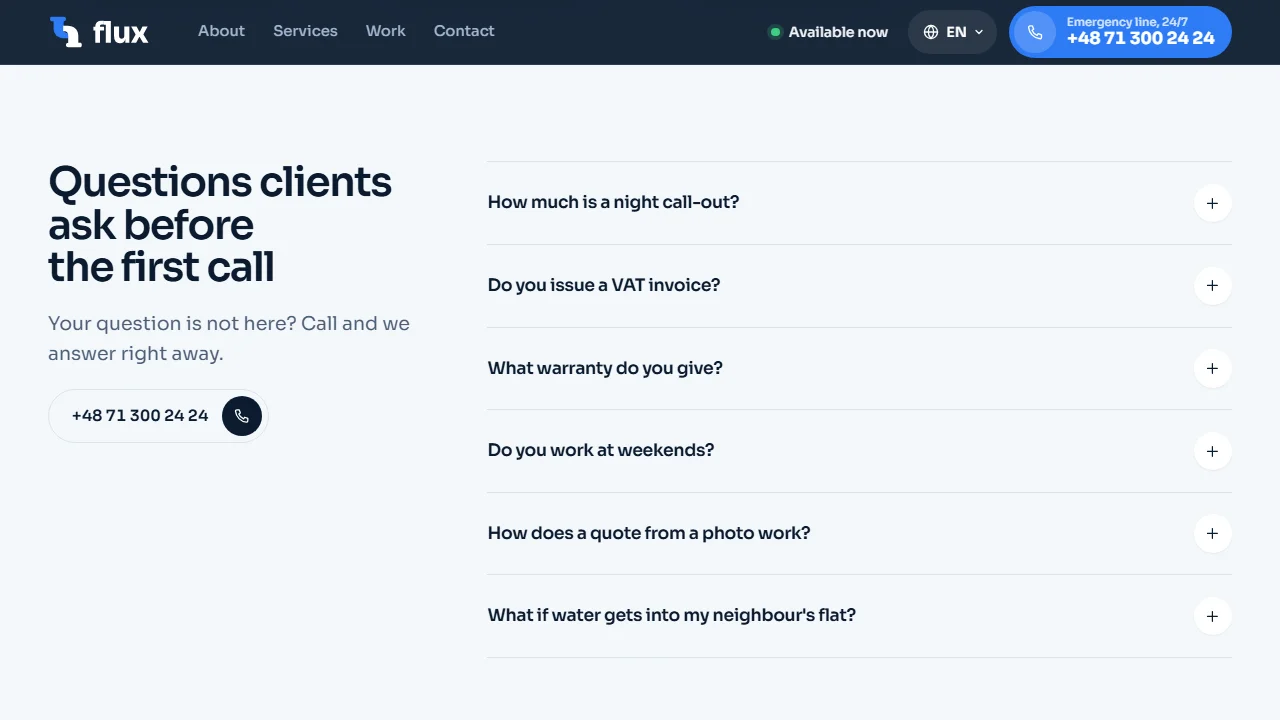 flux
About
Services
Work
Contact
Available now
EN
Emergency line, 24/7
+48 71 300 24 24
Questions clients
ask before
the first call
Your question is not here? Call and we
answer right away.
+48 71 300 24 24
How much is a night call-out?
Do you issue a VAT invoice?
What warranty do you give?
Do you work at weekends?
How does a quote from a photo work?
What if water gets into my neighbour's flat?